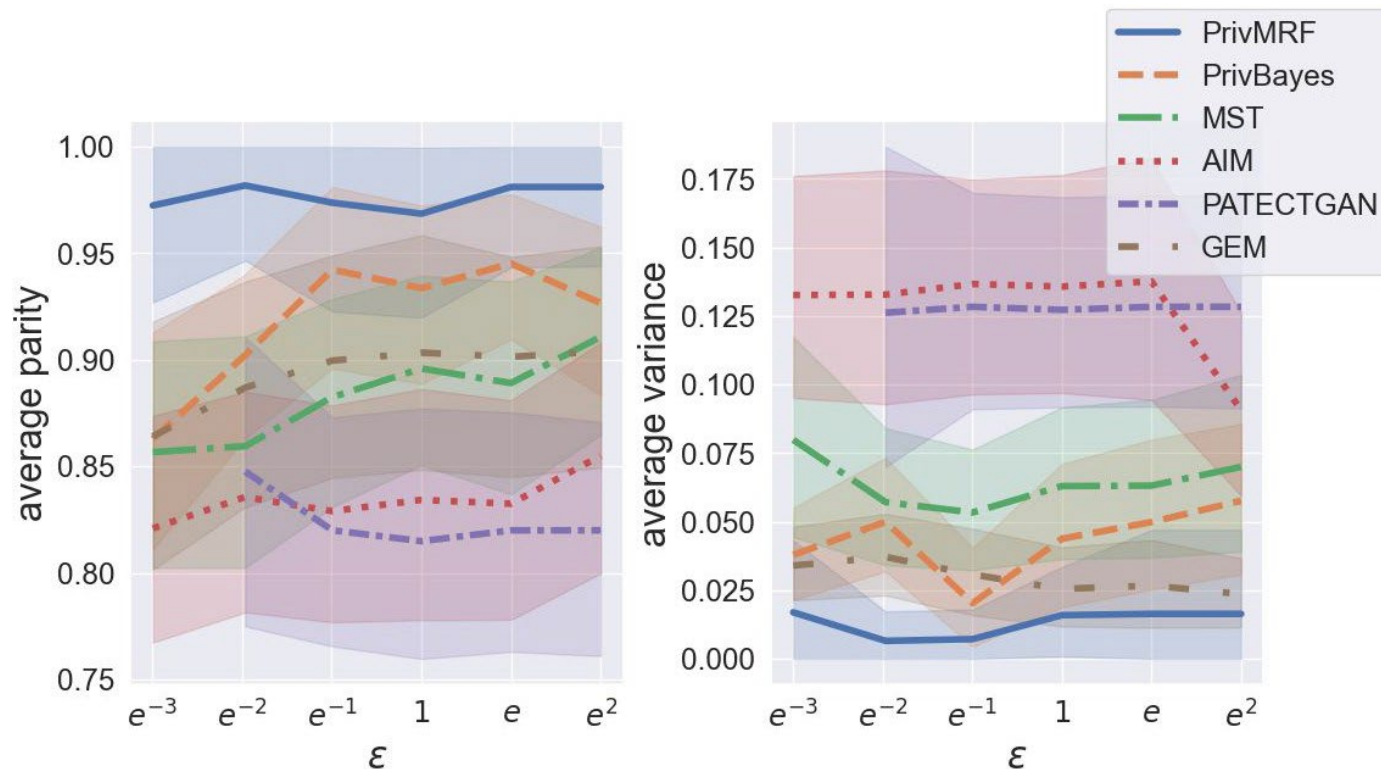 PrivMRF
PrivBayes
MST
AIM
PATECTGAN
GEM
average parity
1.00
0.95
0.90
0.85
0.80
0.75
e⁻³ e⁻² e⁻¹ 1 e e²
ε
average variance
0.175
0.150
0.125
0.100
0.075
0.050
0.025
0.000
e⁻³ e⁻² e⁻¹ 1 e e²
ε